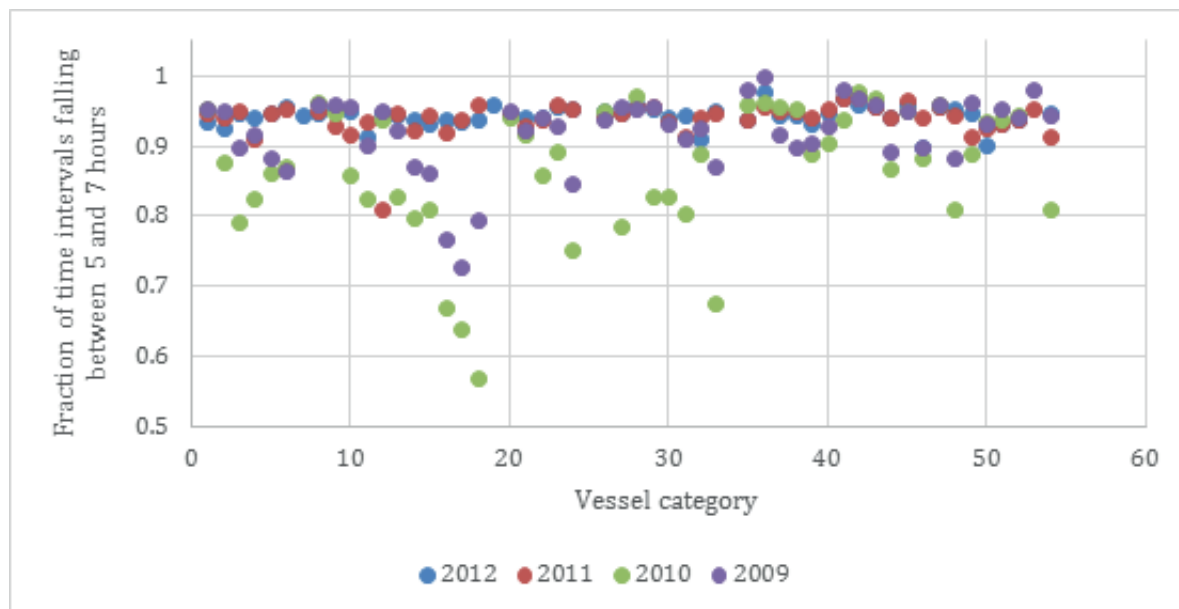 Fraction of time intervals falling
between 5 and 7 hours
1
0.9
0.8
0.7
0.6
0.5
0 10 20 30 40 50 60
Vessel category
2012 2011 2010 2009